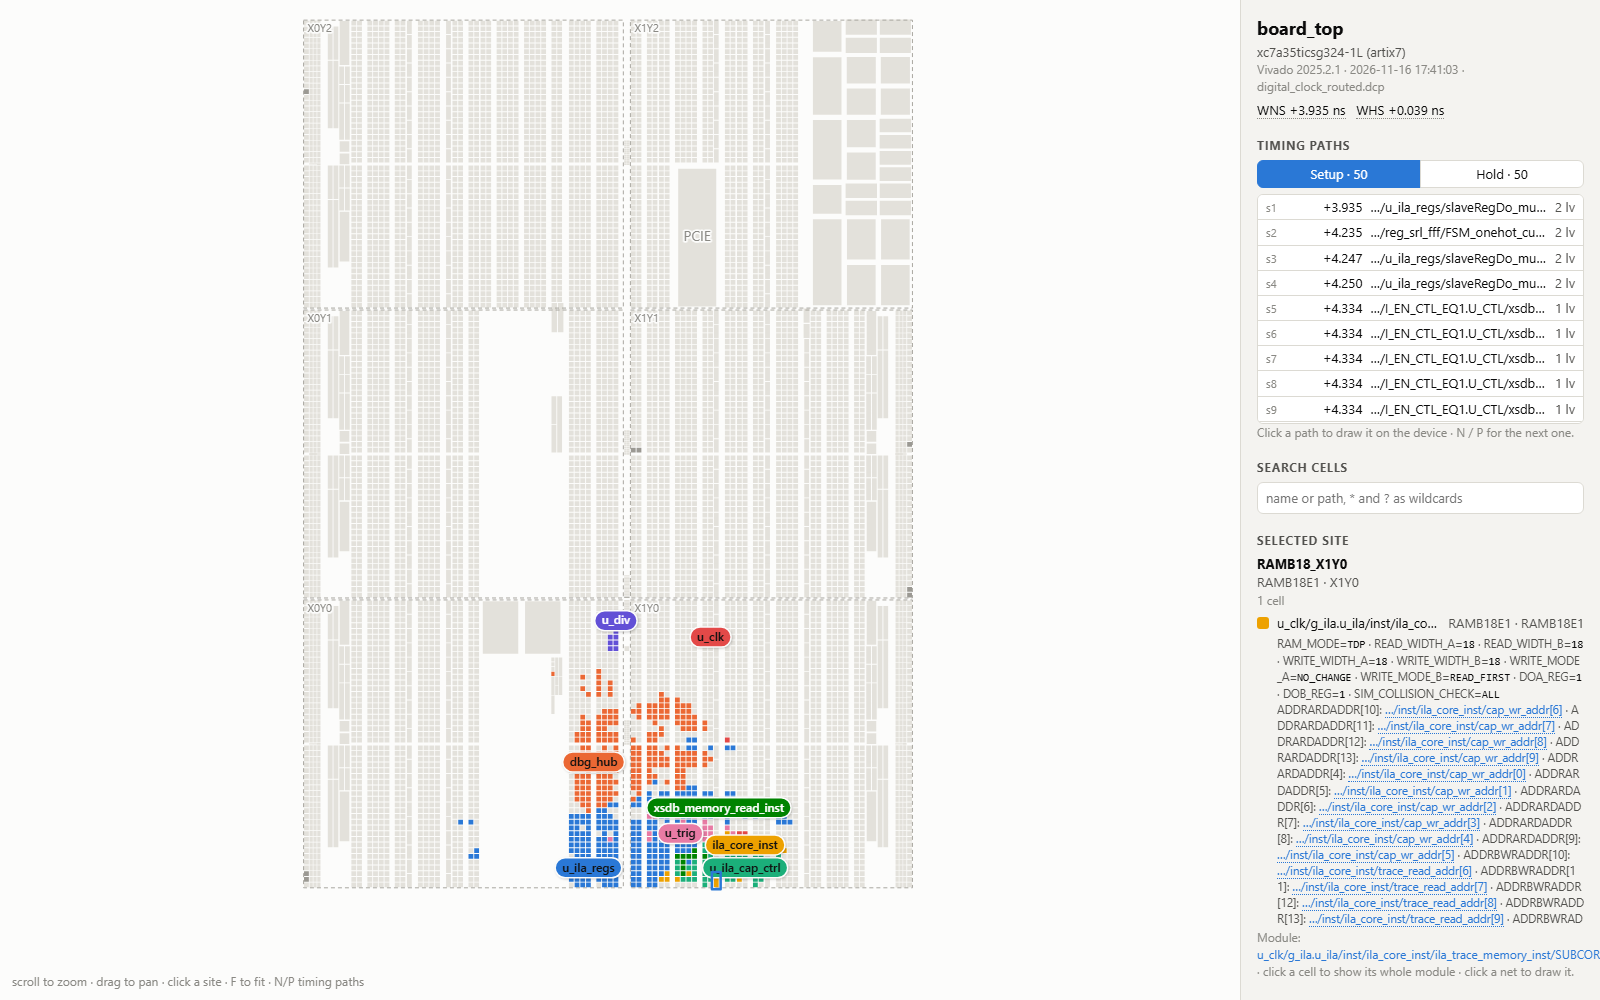 X0Y2
X1Y2
PCIE
X0Y1
X1Y1
X0Y0
X1Y0
u_div
u_clk
dbg_hub
xsdb_memory_read_inst
u_trig
ila_core_inst
u_ila_regs
u_ila_cap_ctrl
scroll to zoom · drag to pan · click a site · F to fit · N/P timing paths
board_top
xc7a35ticsg324-1L (artix7)
Vivado 2025.2.1 · 2026-11-16 17:41:03 ·
digital_clock_routed.dcp
WNS +3.935 ns WHS +0.039 ns
TIMING PATHS
Setup · 50 Hold · 50
s1 +3.935 .../u_ila_regs/slaveRegDo_mu... 2 lv
s2 +4.235 .../reg_srl_fff/FSM_onehot_cu... 2 lv
s3 +4.247 .../u_ila_regs/slaveRegDo_mu... 2 lv
s4 +4.250 .../u_ila_regs/slaveRegDo_mu... 2 lv
s5 +4.334 .../I_EN_CTL_EQ1.U_CTL/xsdb... 1 lv
s6 +4.334 .../I_EN_CTL_EQ1.U_CTL/xsdb... 1 lv
s7 +4.334 .../I_EN_CTL_EQ1.U_CTL/xsdb... 1 lv
s8 +4.334 .../I_EN_CTL_EQ1.U_CTL/xsdb... 1 lv
s9 +4.334 .../I_EN_CTL_EQ1.U_CTL/xsdb... 1 lv
Click a path to draw it on the device · N / P for the next one.
SEARCH CELLS
name or path, * and ? as wildcards
SELECTED SITE
RAMB18_X1Y0
RAMB18E1 · X1Y0
1 cell
u_clk/g_ila.u_ila/inst/ila_co... RAMB18E1 · RAMB18E1
RAM_MODE=TDP · READ_WIDTH_A=18 · READ_WIDTH_B=18
· WRITE_WIDTH_A=18 · WRITE_WIDTH_B=18 · WRITE_MODE
_A=NO_CHANGE · WRITE_MODE_B=READ_FIRST · DOA_REG=1
· DOB_REG=1 · SIM_COLLISION_CHECK=ALL
ADDRARDADDR[10]: .../inst/ila_core_inst/cap_wr_addr[6] · A
DDRARDADDR[11]: .../inst/ila_core_inst/cap_wr_addr[7] · AD
DRARDADDR[12]: .../inst/ila_core_inst/cap_wr_addr[8] · ADD
RARDADDR[13]: .../inst/ila_core_inst/cap_wr_addr[9] · ADDR
ARDADDR[4]: .../inst/ila_core_inst/cap_wr_addr[0] · ADDRAR
DADDR[5]: .../inst/ila_core_inst/cap_wr_addr[1] · ADDRARDA
DDR[6]: .../inst/ila_core_inst/cap_wr_addr[2] · ADDRARDADD
R[7]: .../inst/ila_core_inst/cap_wr_addr[3] · ADDRARDADDR
[8]: .../inst/ila_core_inst/cap_wr_addr[4] · ADDRARDADDR[9]:
.../inst/ila_core_inst/cap_wr_addr[5] · ADDRBWRADDR[10]:
.../inst/ila_core_inst/trace_read_addr[6] · ADDRBWRADDR[1
1]: .../inst/ila_core_inst/trace_read_addr[7] · ADDRBWRADDR
[12]: .../inst/ila_core_inst/trace_read_addr[8] · ADDRBWRADD
R[13]: .../inst/ila_core_inst/trace_read_addr[9] · ADDRBWRAD
Module:
u_clk/g_ila.u_ila/inst/ila_core_inst/ila_trace_memory_inst/SUBCOR
· click a cell to show its whole module · click a net to draw it.